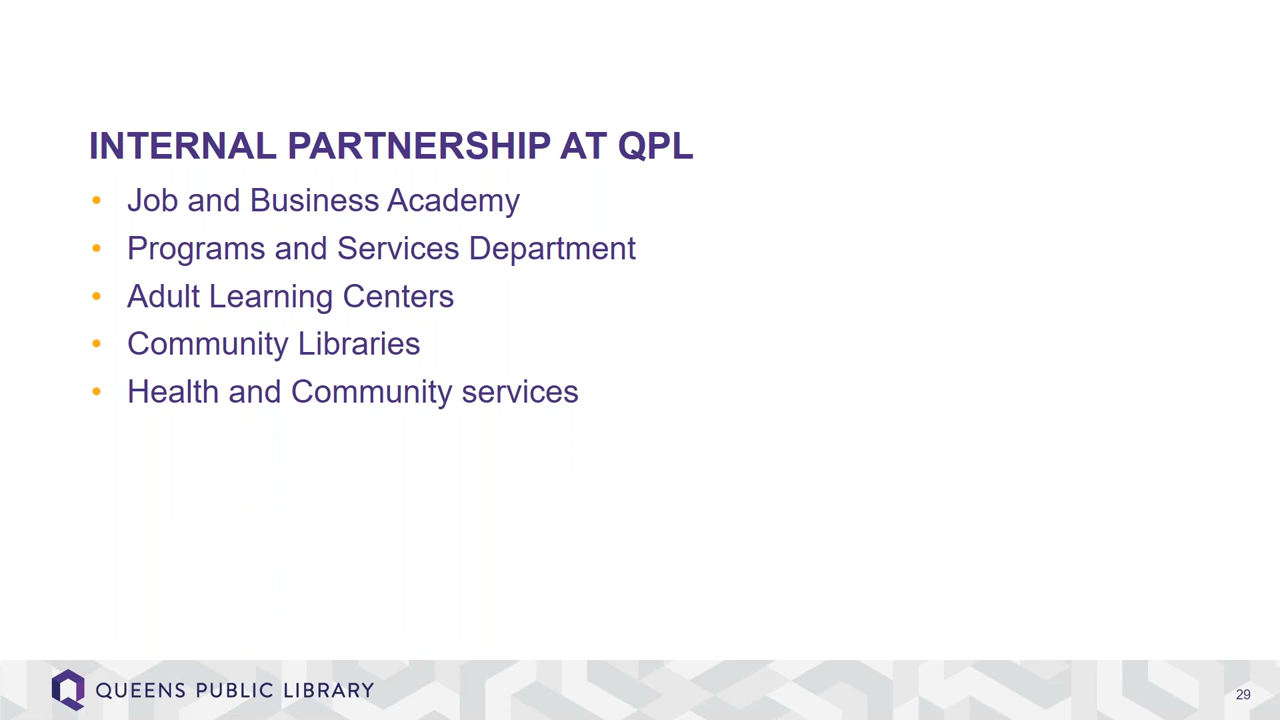 INTERNAL PARTNERSHIP AT QPL
• Job and Business Academy
• Programs and Services Department
• Adult Learning Centers
• Community Libraries
• Health and Community services
QUEENS PUBLIC LIBRARY
29